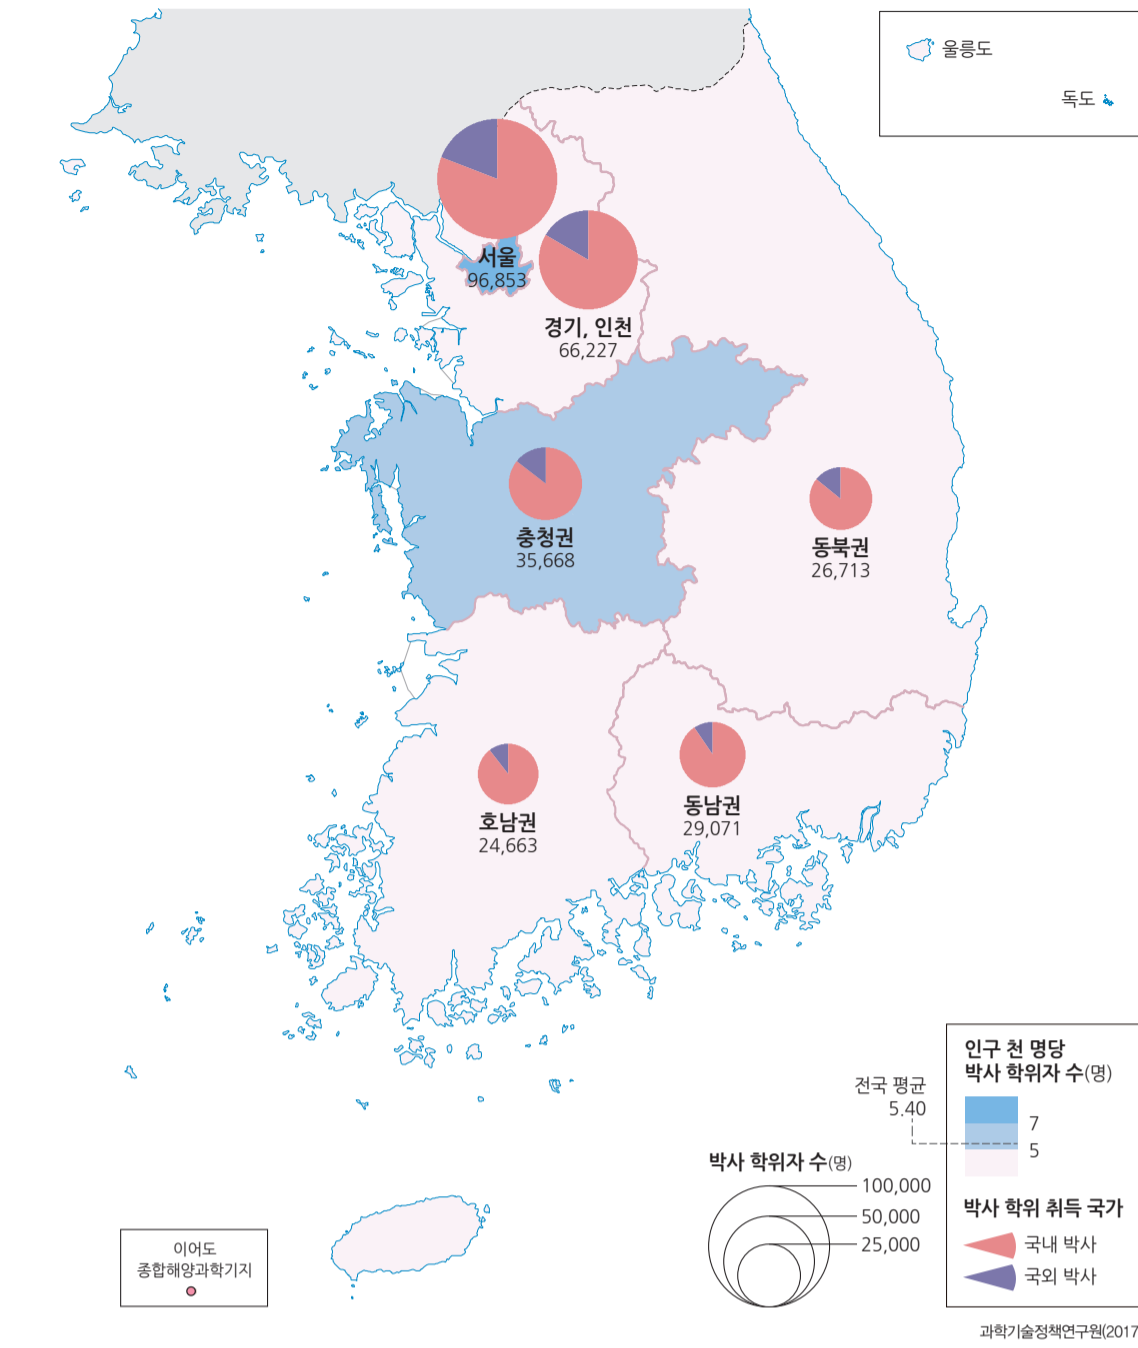 울릉도
독도
서울
96,853
경기, 인천
66,227
충청권
35,668
동북권
26,713
호남권
24,663
동남권
29,071
인구 천 명당
박사 학위자 수(명)
전국 평균
5.40
7
5
박사 학위자 수(명)
100,000
50,000
25,000
박사 학위 취득 국가
국내 박사
국외 박사
이어도
종합해양과학기지
과학기술정책연구원(2017